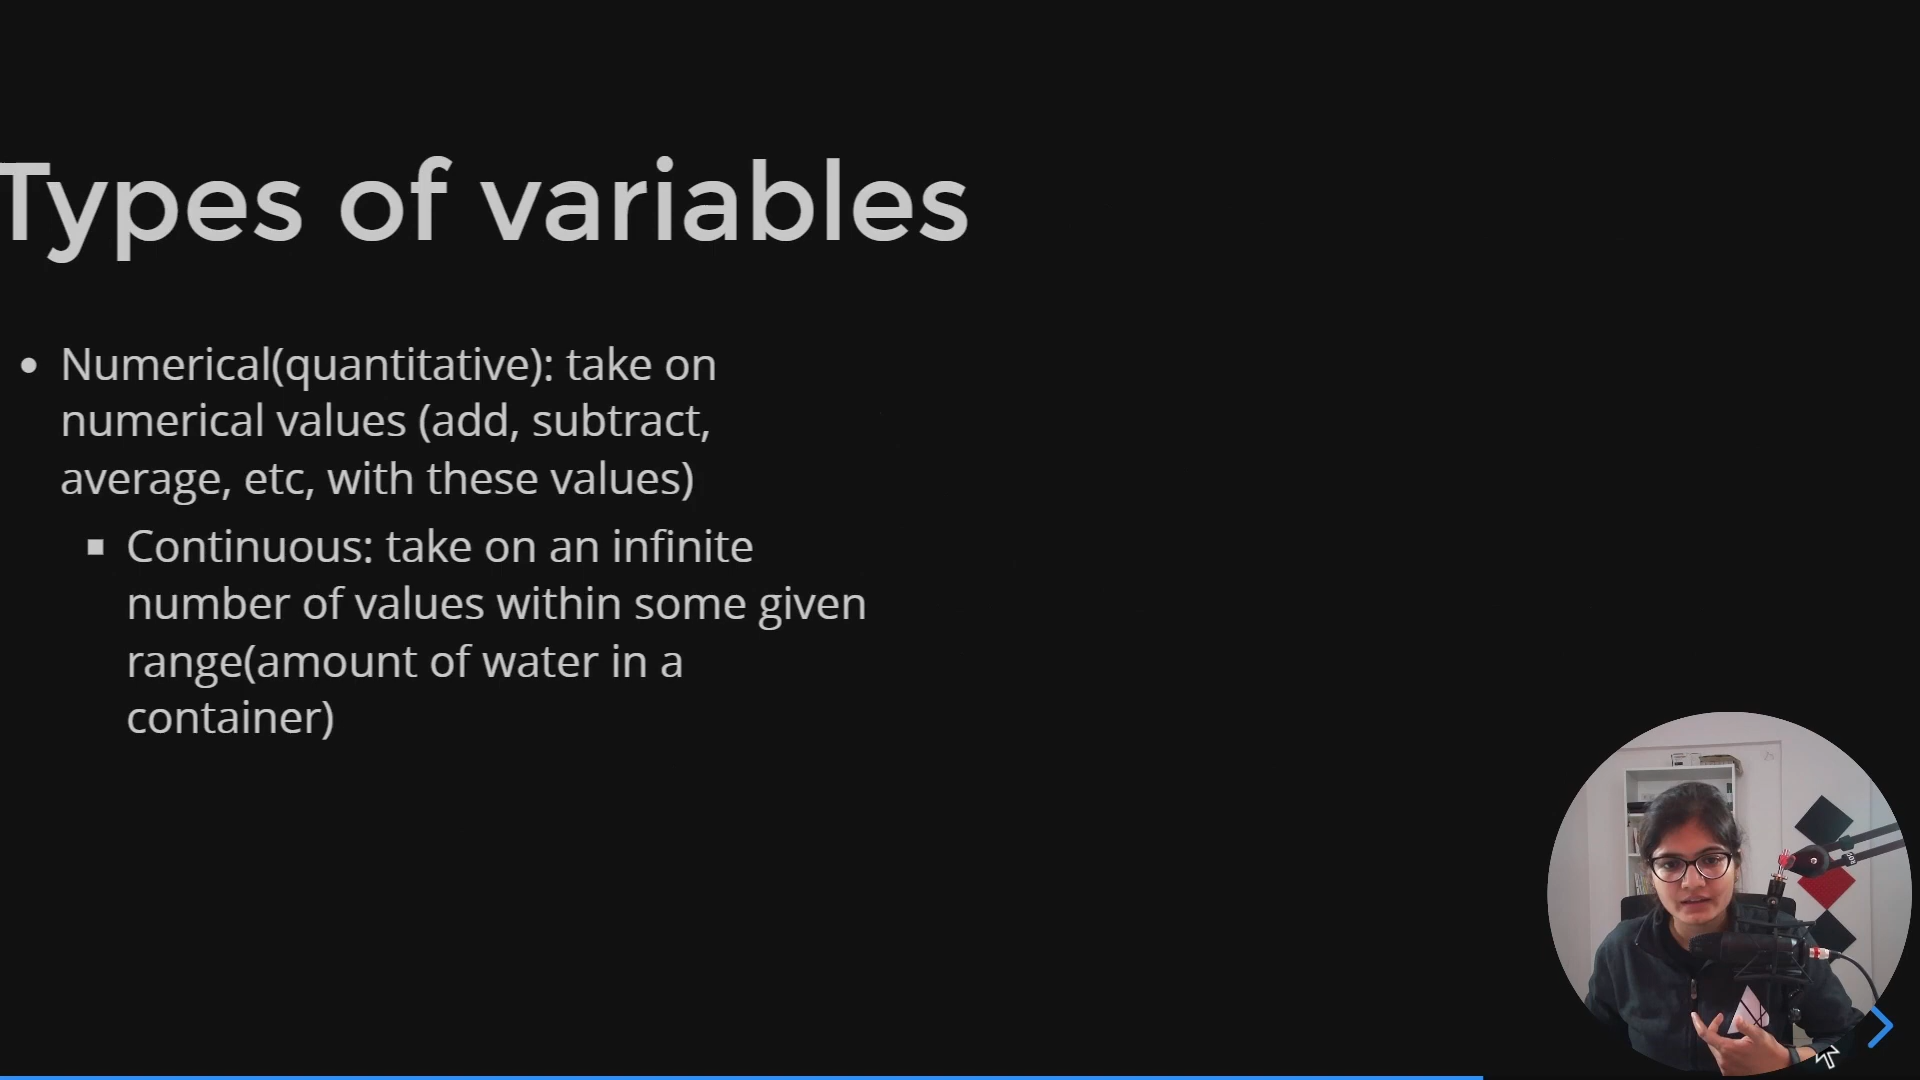 Types of variables
Numerical(quantitative): take on
numerical values (add, subtract,
average, etc, with these values)
Continuous: take on an infinite
number of values within some given
range(amount of water in a
container)